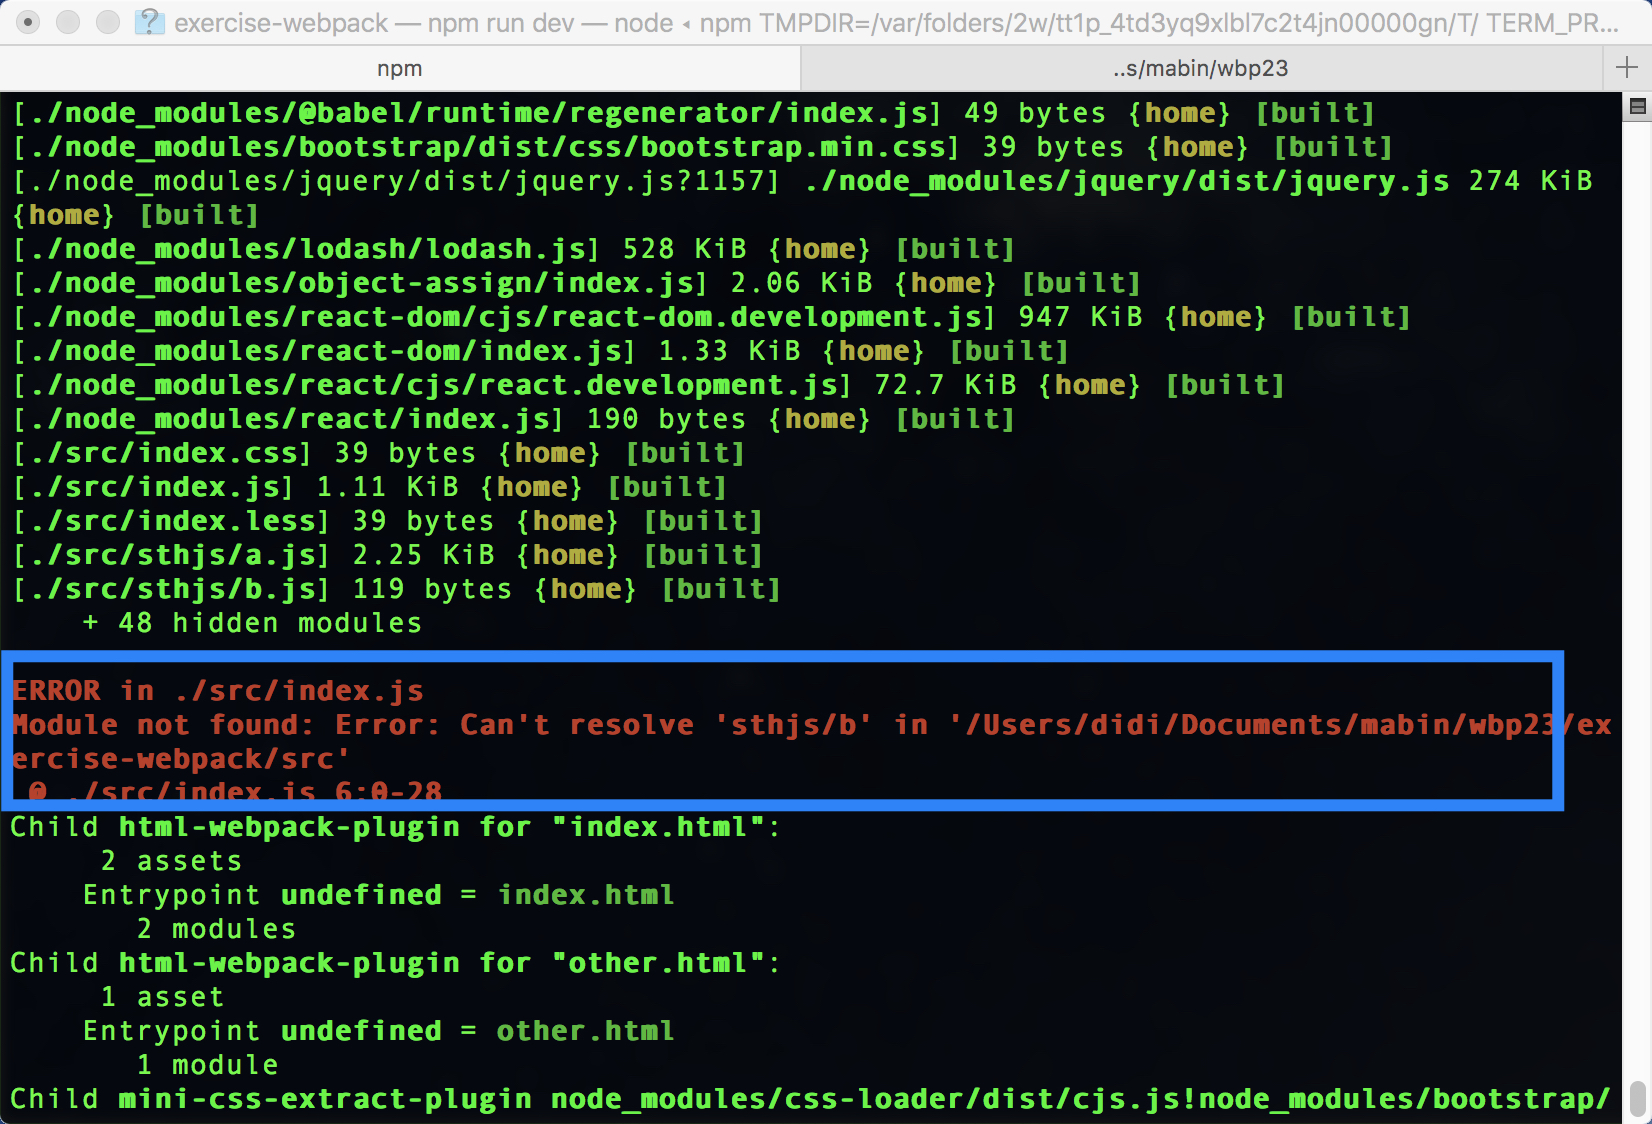 exercise-webpack — npm run dev — node ◂ npm TMPDIR=/var/folders/2w/tt1p_4td3yq9xlbl7c2t4jn00000gn/T/ TERM_PR...
npm
..s/mabin/wbp23
[./node_modules/@babel/runtime/regenerator/index.js] 49 bytes {home} [built]
[./node_modules/bootstrap/dist/css/bootstrap.min.css] 39 bytes {home} [built]
[./node_modules/jquery/dist/jquery.js?1157] ./node_modules/jquery/dist/jquery.js 274 KiB
{home} [built]
[./node_modules/lodash/lodash.js] 528 KiB {home} [built]
[./node_modules/object-assign/index.js] 2.06 KiB {home} [built]
[./node_modules/react-dom/cjs/react-dom.development.js] 947 KiB {home} [built]
[./node_modules/react-dom/index.js] 1.33 KiB {home} [built]
[./node_modules/react/cjs/react.development.js] 72.7 KiB {home} [built]
[./node_modules/react/index.js] 190 bytes {home} [built]
[./src/index.css] 39 bytes {home} [built]
[./src/index.js] 1.11 KiB {home} [built]
[./src/index.less] 39 bytes {home} [built]
[./src/sthjs/a.js] 2.25 KiB {home} [built]
[./src/sthjs/b.js] 119 bytes {home} [built]
+ 48 hidden modules
ERROR in ./src/index.js
Module not found: Error: Can't resolve 'sthjs/b' in '/Users/didi/Documents/mabin/wbp23/ex
ercise-webpack/src'
@ ./src/index.js 6:0-28
Child html-webpack-plugin for "index.html":
2 assets
Entrypoint undefined = index.html
2 modules
Child html-webpack-plugin for "other.html":
1 asset
Entrypoint undefined = other.html
1 module
Child mini-css-extract-plugin node_modules/css-loader/dist/cjs.js!node_modules/bootstrap/